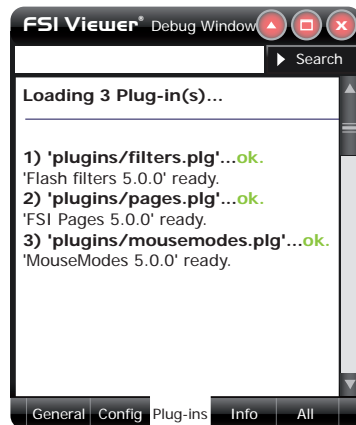 FSI Viewer® Debug Window
Search
Loading 3 Plug-in(s)...
1) 'plugins/filters.plg'...ok.
'Flash filters 5.0.0' ready.
2) 'plugins/pages.plg'...ok.
'FSI Pages 5.0.0' ready.
3) 'plugins/mousemodes.plg'...ok.
'MouseModes 5.0.0' ready.
General Config Plug-ins Info All